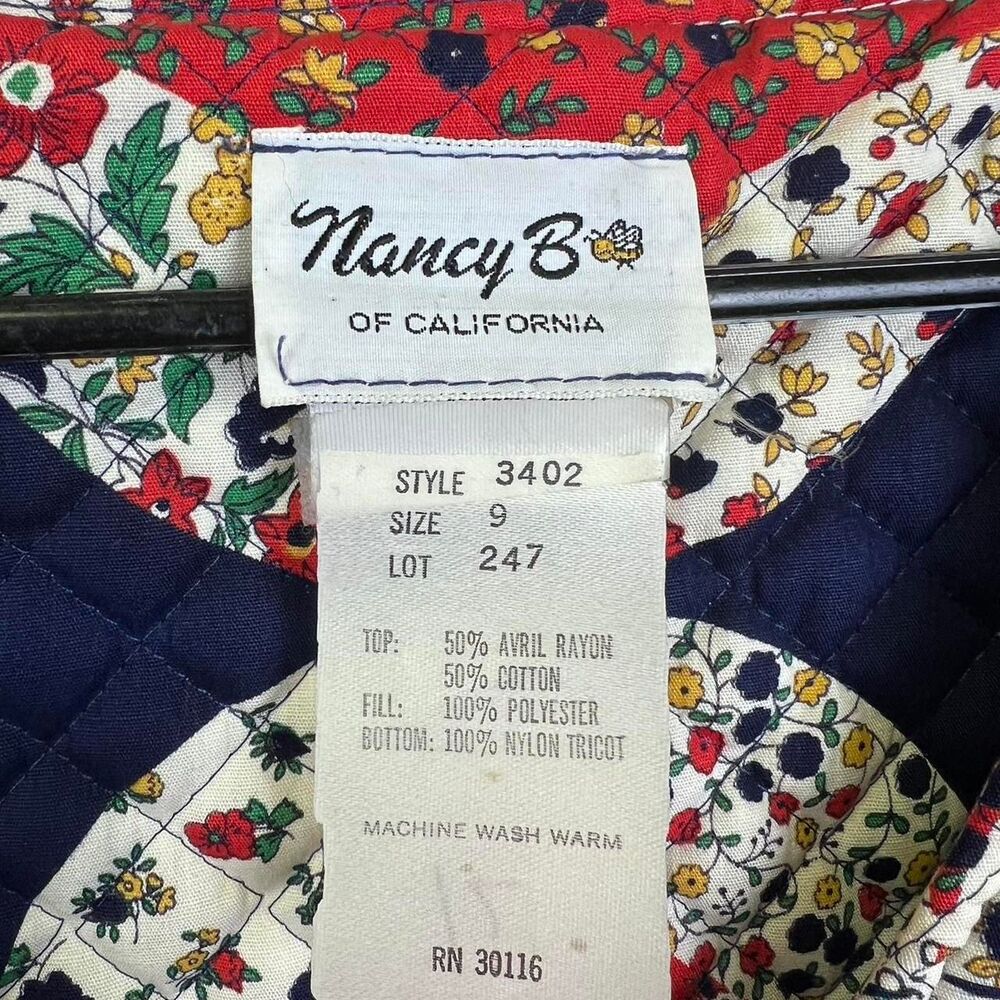 Nancy B
OF CALIFORNIA
STYLE 3402
SIZE 9
LOT 247
TOP: 50% AVRIL RAYON
50% COTTON
FILL: 100% POLYESTER
BOTTOM: 100% NYLON TRICOT
MACHINE WASH WARM
RN 30116